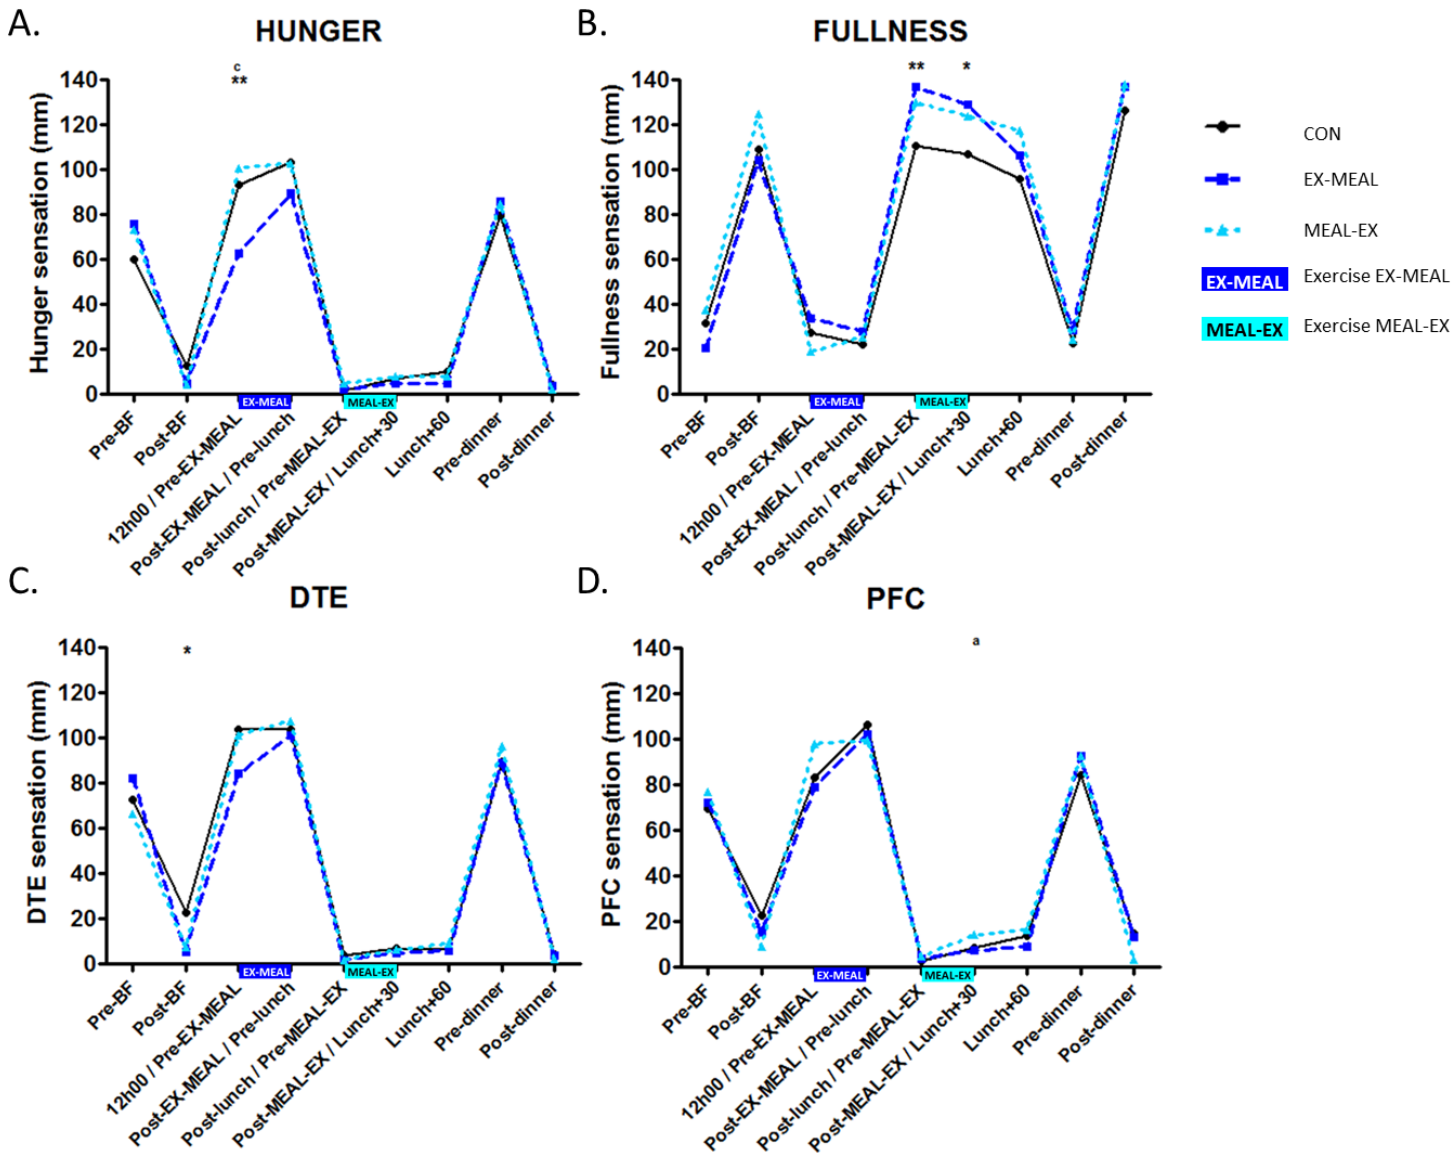 A.
HUNGER
c
**
Hunger sensation (mm)
140
120
100
80
60
40
20
0
EX-MEAL
MEAL-EX
Pre-BF
Post-BF
12h00 / Pre-EX-MEAL
Post-EX-MEAL / Pre-lunch
Post-lunch / Pre-MEAL-EX
Post-MEAL-EX / Lunch+30
Lunch+60
Pre-dinner
Post-dinner
B.
FULLNESS
**
*
Fullness sensation (mm)
140
120
100
80
60
40
20
0
EX-MEAL
MEAL-EX
Pre-BF
Post-BF
12h00 / Pre-EX-MEAL
Post-EX-MEAL / Pre-lunch
Post-lunch / Pre-MEAL-EX
Post-MEAL-EX / Lunch+30
Lunch+60
Pre-dinner
Post-dinner
CON
EX-MEAL
MEAL-EX
EX-MEAL Exercise EX-MEAL
MEAL-EX Exercise MEAL-EX
C.
DTE
*
DTE sensation (mm)
140
120
100
80
60
40
20
0
EX-MEAL
MEAL-EX
Pre-BF
Post-BF
12h00 / Pre-EX-MEAL
Post-EX-MEAL / Pre-lunch
Post-lunch / Pre-MEAL-EX
Post-MEAL-EX / Lunch+30
Lunch+60
Pre-dinner
Post-dinner
D.
PFC
a
PFC sensation (mm)
140
120
100
80
60
40
20
0
EX-MEAL
MEAL-EX
Pre-BF
Post-BF
12h00 / Pre-EX-MEAL
Post-EX-MEAL / Pre-lunch
Post-lunch / Pre-MEAL-EX
Post-MEAL-EX / Lunch+30
Lunch+60
Pre-dinner
Post-dinner